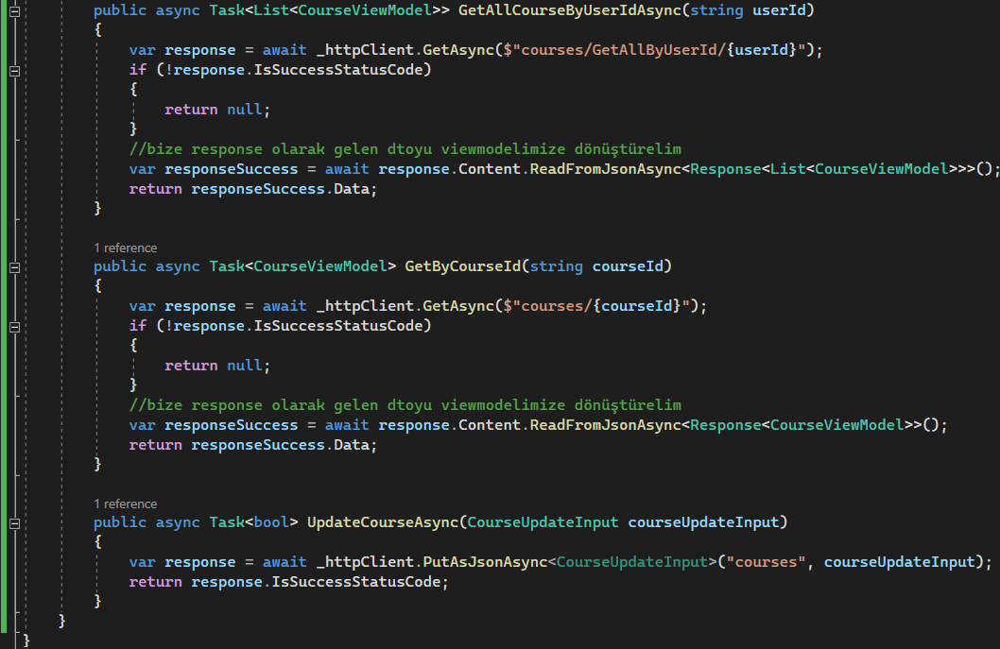 public async Task<List<CourseViewModel>> GetAllCourseByUserIdAsync(string userId)
{
var response = await _httpClient.GetAsync($"courses/GetAllByUserId/{userId}");
if (!response.IsSuccessStatusCode)
{
return null;
}
//bize response olarak gelen dtoyu viewmodelimize dönüştürelim
var responseSuccess = await response.Content.ReadFromJsonAsync<Response<List<CourseViewModel>>>();
return responseSuccess.Data;
}
1 reference
public async Task<CourseViewModel> GetByCourseId(string courseId)
{
var response = await _httpClient.GetAsync($"courses/{courseId}");
if (!response.IsSuccessStatusCode)
{
return null;
}
//bize response olarak gelen dtoyu viewmodelimize dönüştürelim
var responseSuccess = await response.Content.ReadFromJsonAsync<Response<CourseViewModel>>();
return responseSuccess.Data;
}
1 reference
public async Task<bool> UpdateCourseAsync(CourseUpdateInput courseUpdateInput)
{
var response = await _httpClient.PutAsJsonAsync<CourseUpdateInput>("courses", courseUpdateInput);
return response.IsSuccessStatusCode;
}
}
}